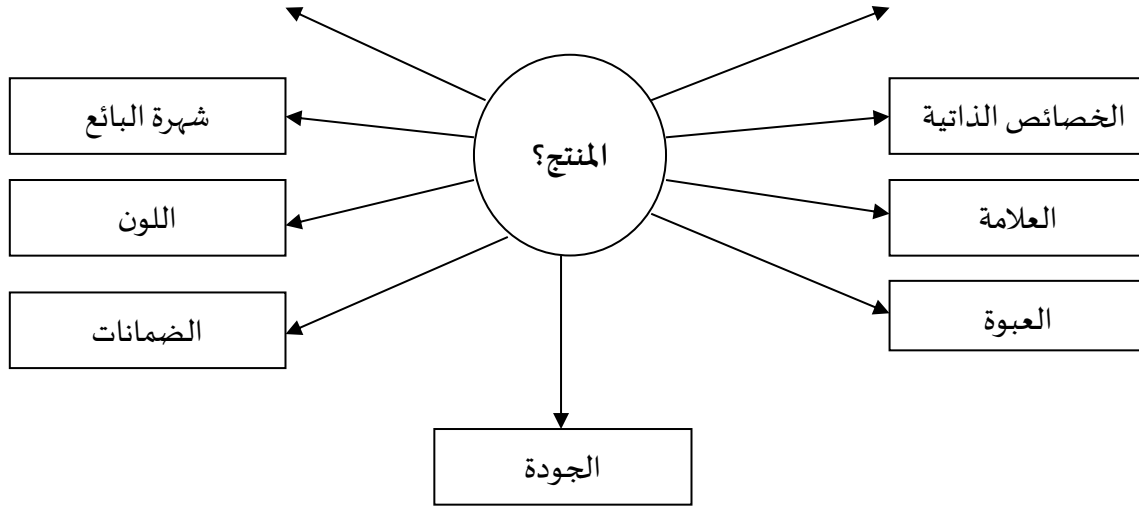 المنتج؟
الخصائص الذاتية
شهرة البائع
العلامة
اللون
العبوة
الضمانات
الجودة